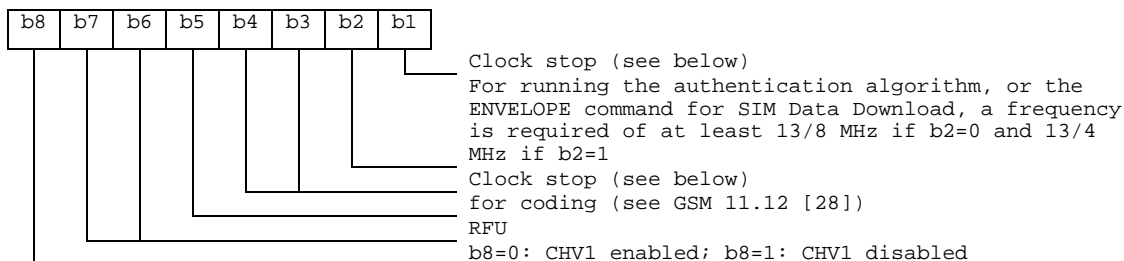 b8 b7 b6 b5 b4 b3 b2 b1
Clock stop (see below)
For running the authentication algorithm, or the
ENVELOPE command for SIM Data Download, a frequency
is required of at least 13/8 MHz if b2=0 and 13/4
MHz if b2=1
Clock stop (see below)
for coding (see GSM 11.12 [28])
RFU
b8=0: CHV1 enabled; b8=1: CHV1 disabled